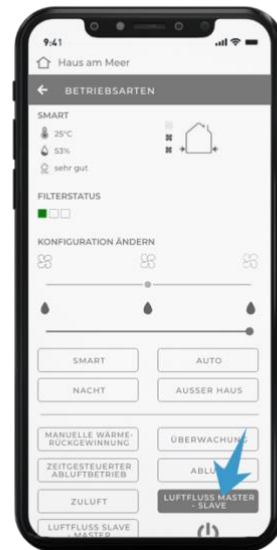 9:41
Haus am Meer
BETRIEBSARTEN
SMART
25°C
53%
sehr gut
FILTERSTATUS
KONFIGURATION ÄNDERN
SMART
AUTO
NACHT
AUSSER HAUS
MANUELLE WÄRME-
RÜCKGEWINNUNG
ÜBERWACHUNG
ZEITGESTEUERTER
ABLUFTBETRIEB
ZULUFT
LUFTFLUSS MASTER
- SLAVE
LUFTFLUSS SLAVE
- MASTER